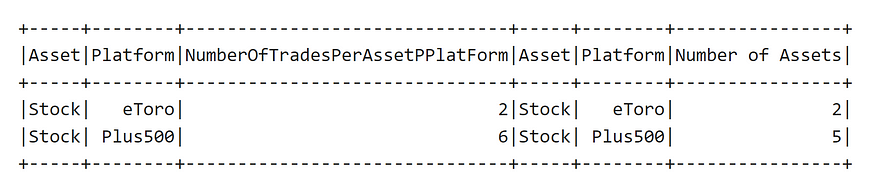 +-----+--------+-----------------------------+-----+--------+----------------+
|Asset|Platform|NumberOfTradesPerAssetPPlatForm|Asset|Platform|Number of Assets|
+-----+--------+-----------------------------+-----+--------+----------------+
|Stock|   eToro|                            2|Stock|   eToro|               2|
|Stock| Plus500|                            6|Stock| Plus500|               5|
+-----+--------+-----------------------------+-----+--------+----------------+